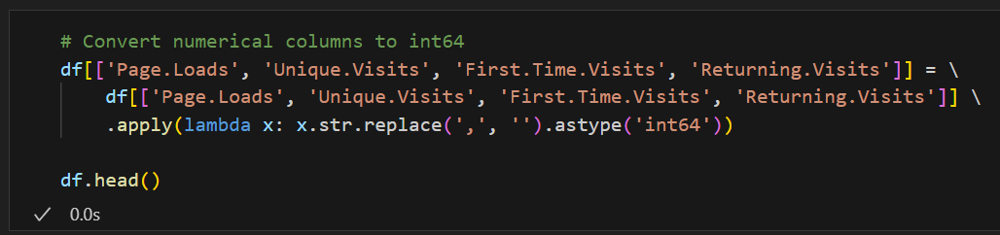 # Convert numerical columns to int64
df[['Page.Loads', 'Unique.Visits', 'First.Time.Visits', 'Returning.Visits']] = \
    df[['Page.Loads', 'Unique.Visits', 'First.Time.Visits', 'Returning.Visits']] \
    .apply(lambda x: x.str.replace(',', '').astype('int64'))
df.head()
0.0s